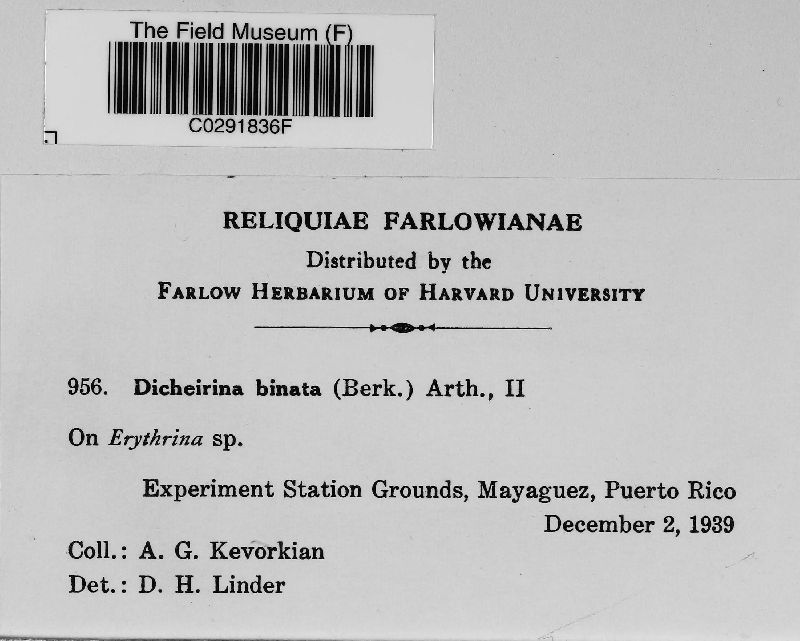 The Field Museum (F)
C0291836F
RELIQUIAE FARLOWIANAE
Distributed by the
FARLOW HERBARIUM OF HARVARD UNIVERSITY
956. Dicheirina binata (Berk.) Arth., II
On Erythrina sp.
Experiment Station Grounds, Mayaguez, Puerto Rico
December 2, 1939
Coll.: A. G. Kevorkian
Det.: D. H. Linder